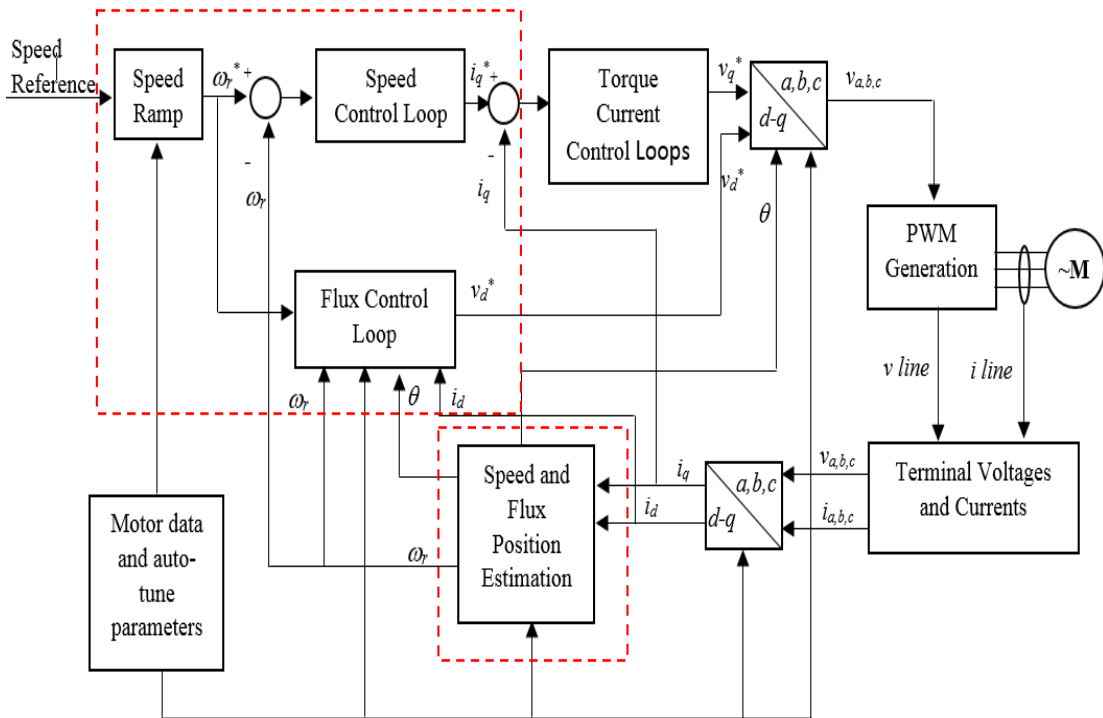 Speed
Reference
Speed
Ramp
ωr*+
-
ωr
Speed
Control Loop
iq*+
-
iq
Torque
Current
Control Loops
vq*
vd*
a,b,c
d-q
θ
va,b,c
PWM
Generation
~M
v line
i line
Flux Control
Loop
vd*
ωr
θ
id
Speed and
Flux
Position
Estimation
ωr
iq
id
a,b,c
d-q
va,b,c
ia,b,c
Terminal Voltages
and Currents
Motor data
and auto-
tune
parameters